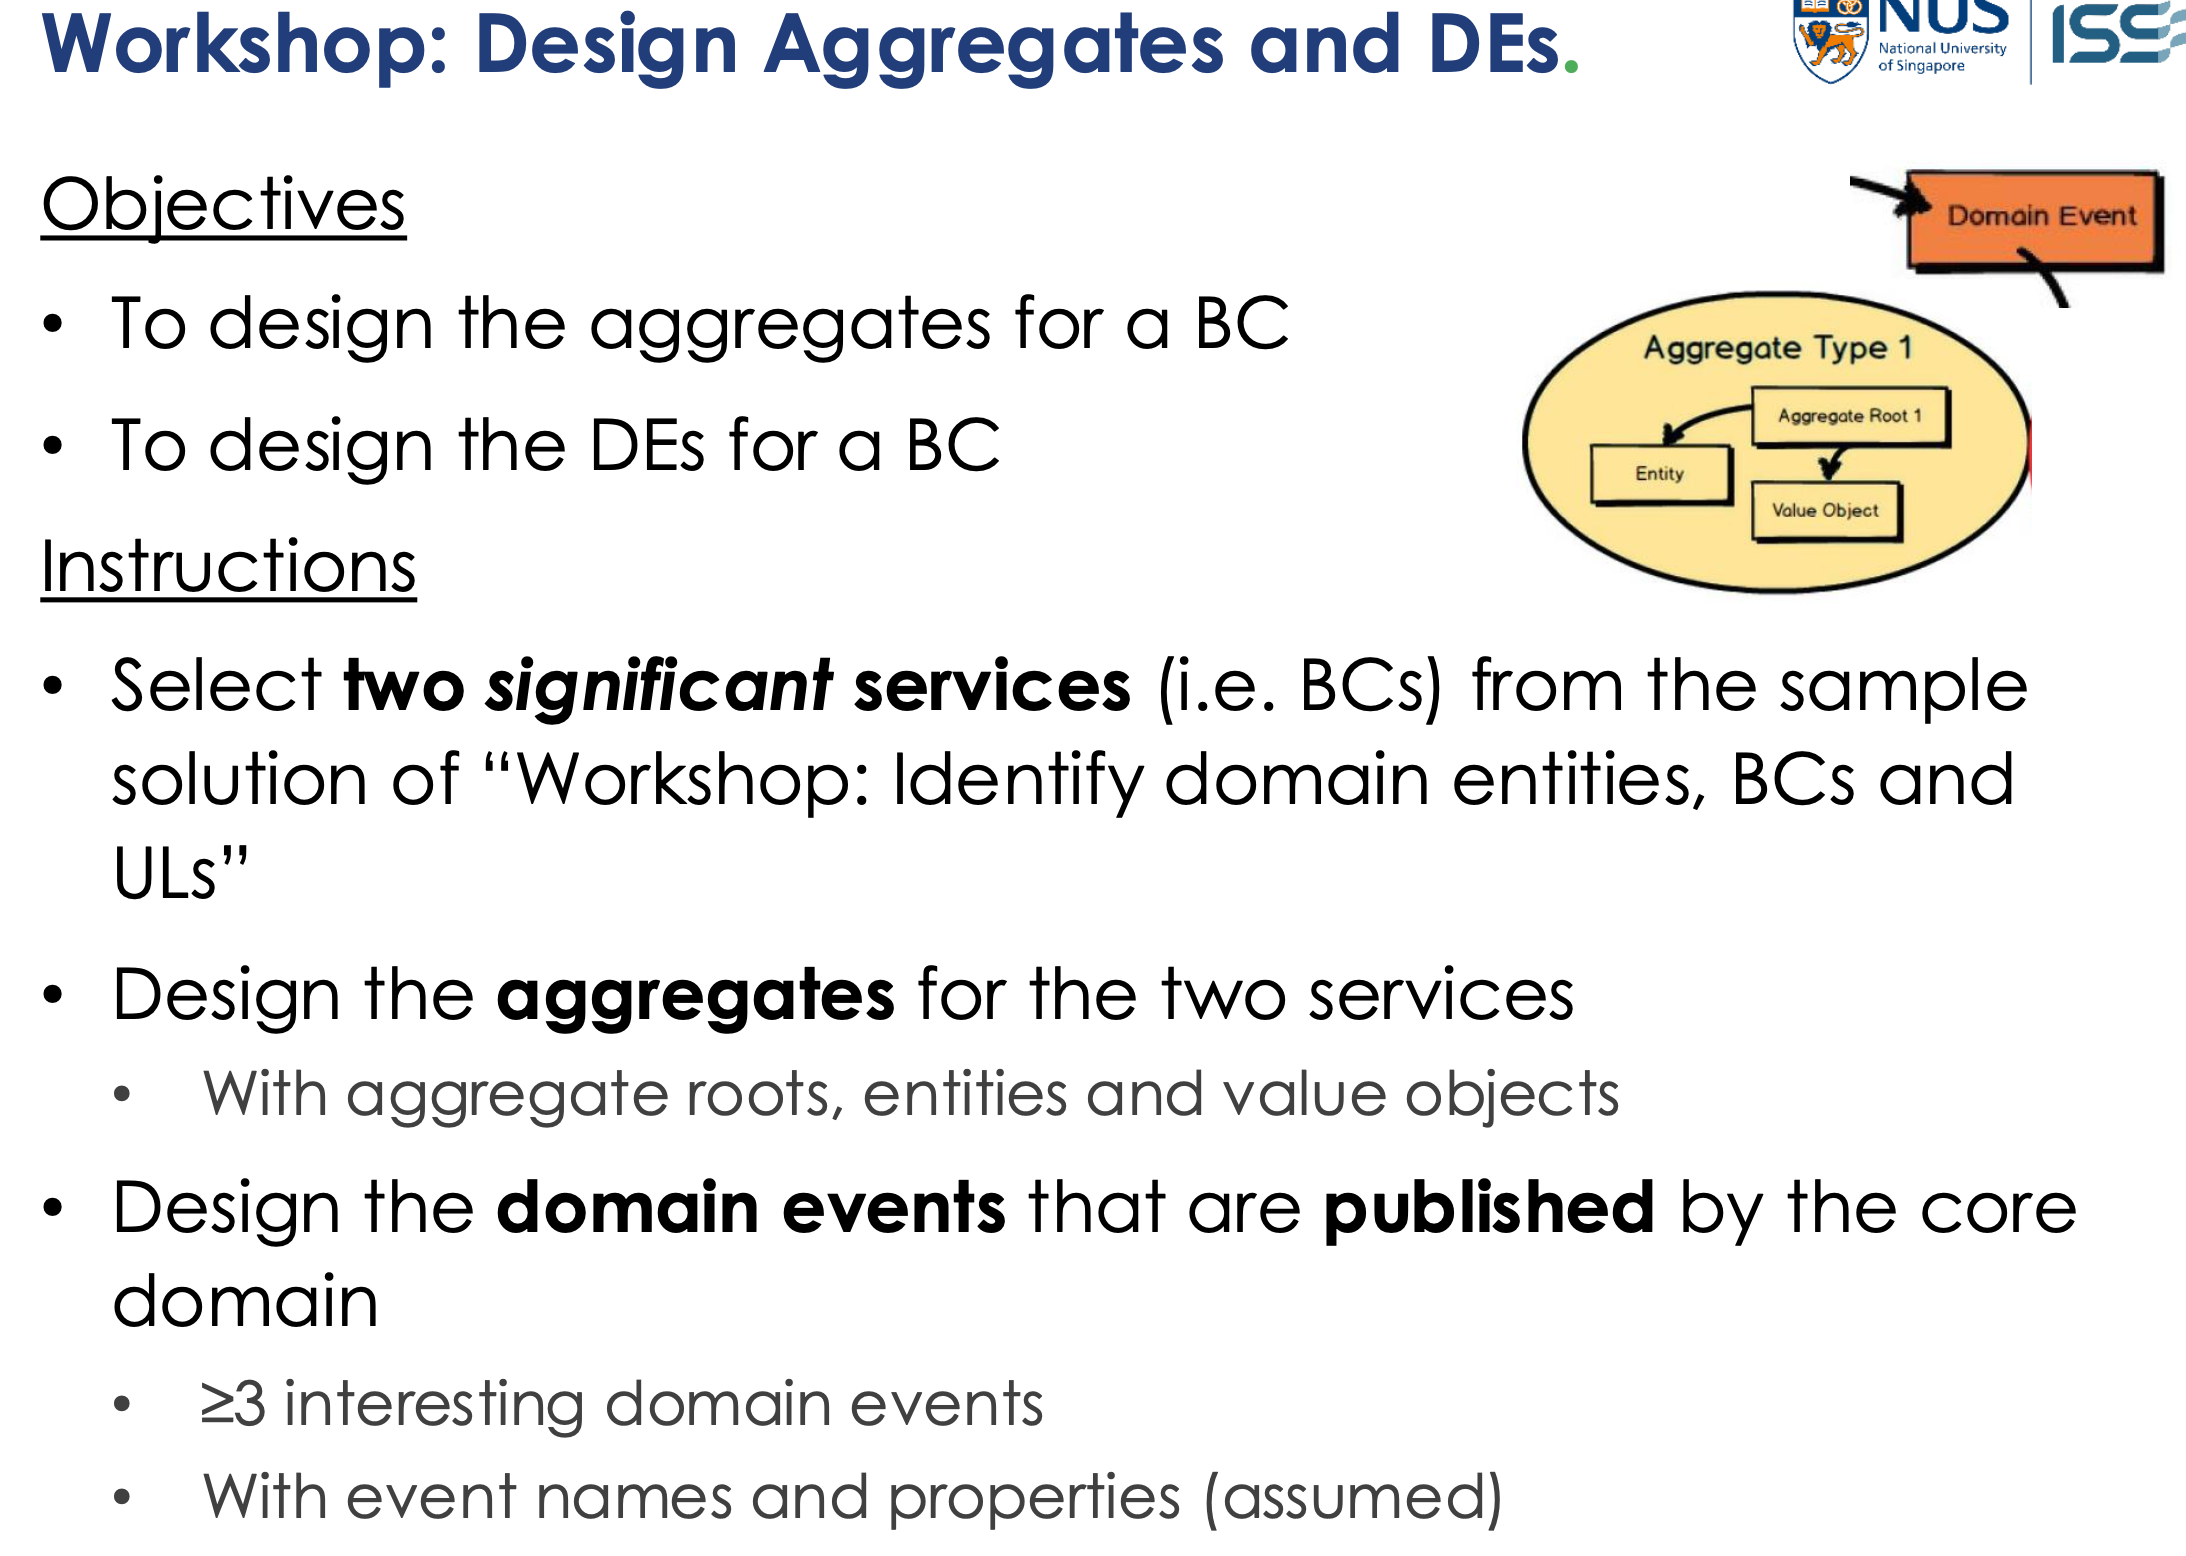 Workshop: Design Aggregates and DEs.
NUS
National University
of Singapore
ISS
Objectives
• To design the aggregates for a BC
• To design the DEs for a BC
Domain Event
Aggregate Type 1
Aggregate Root 1
Entity
Value Object
Instructions
• Select two significant services (i.e. BCs) from the sample
solution of “Workshop: Identify domain entities, BCs and
ULs”
• Design the aggregates for the two services
• With aggregate roots, entities and value objects
• Design the domain events that are published by the core
domain
• ≥3 interesting domain events
• With event names and properties (assumed)